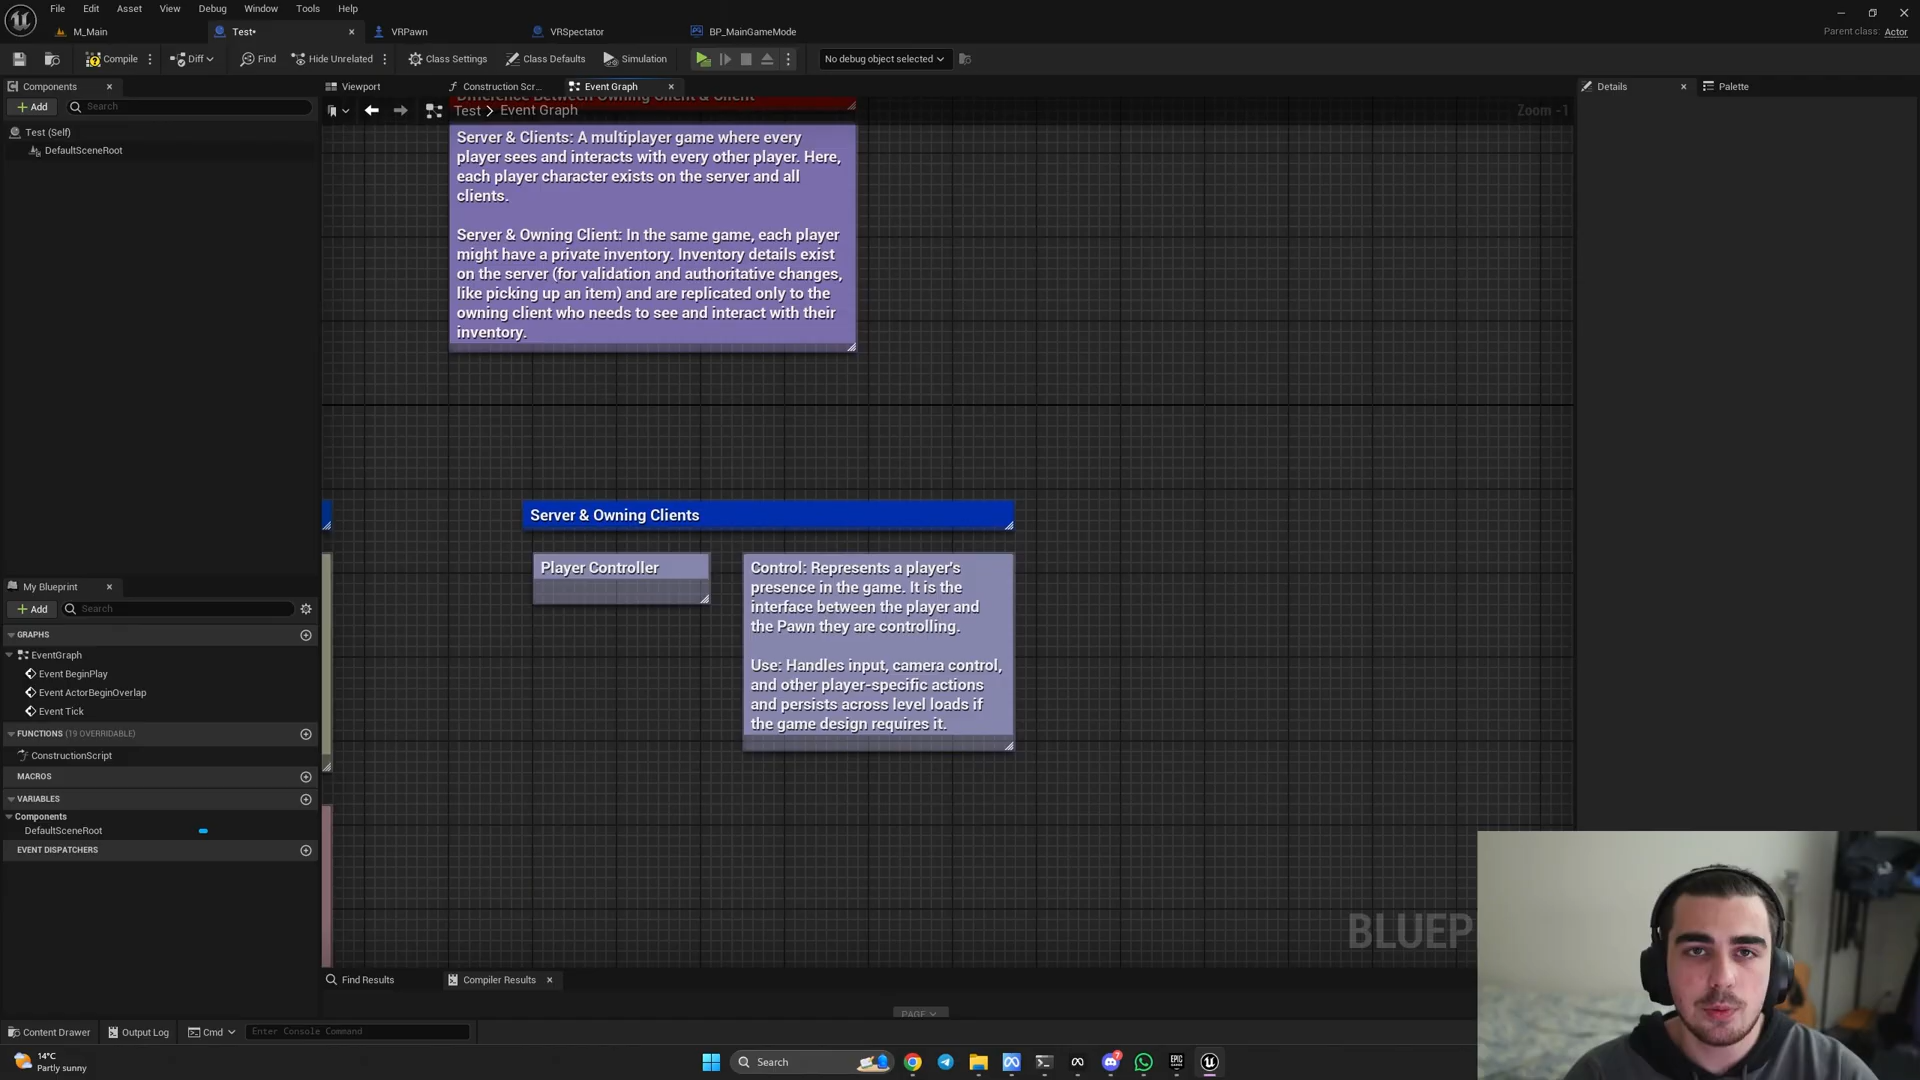 File Edit Asset View Debug Window Tools Help
M_Main
Test*
VRPawn
VRSpectator
BP_MainGameMode
Parent class: Actor
Compile
Diff
Find
Hide Unrelated
Class Settings
Class Defaults
Simulation
No debug object selected
Components
Viewport
Construction Scr...
Event Graph
Details
Palette
Add
Search
Difference Between Owning Client & Client
Test > Event Graph
Zoom -1
Test (Self)
DefaultSceneRoot
Server & Clients: A multiplayer game where every
player sees and interacts with every other player. Here,
each player character exists on the server and all
clients.
Server & Owning Client: In the same game, each player
might have a private inventory. Inventory details exist
on the server (for validation and authoritative changes,
like picking up an item) and are replicated only to the
owning client who needs to see and interact with their
inventory.
Server & Owning Clients
Player Controller
Control: Represents a player's
presence in the game. It is the
interface between the player and
the Pawn they are controlling.
Use: Handles input, camera control,
and other player-specific actions
and persists across level loads if
the game design requires it.
My Blueprint
Add
Search
GRAPHS
EventGraph
Event BeginPlay
Event ActorBeginOverlap
Event Tick
FUNCTIONS (19 OVERRIDABLE)
ConstructionScript
MACROS
VARIABLES
Components
DefaultSceneRoot
EVENT DISPATCHERS
BLUEP
Find Results
Compiler Results
PAGE
Content Drawer
Output Log
Cmd
Enter Console Command
14°C
Partly sunny
Search
EPIC
7